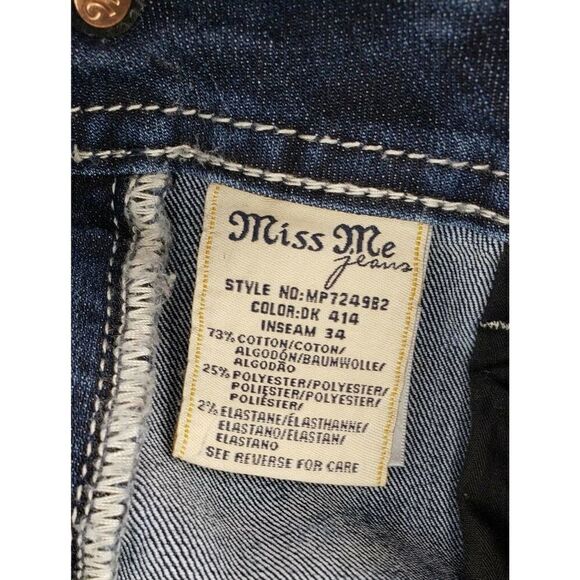 Miss Me
jeans
STYLE NO:MP7249B2
COLOR:DK 414
INSEAM 34
73% COTTON/COTON/
ALGODÓN/BAUMWOLLE/
ALGODÃO
25% POLYESTER/POLYESTER/
POLIESTER/POLYESTER/
POLIÉSTER/
2% ELASTANE/ÉLASTHANNE/
ELASTANO/ELASTAN/
ELASTANO
SEE REVERSE FOR CARE